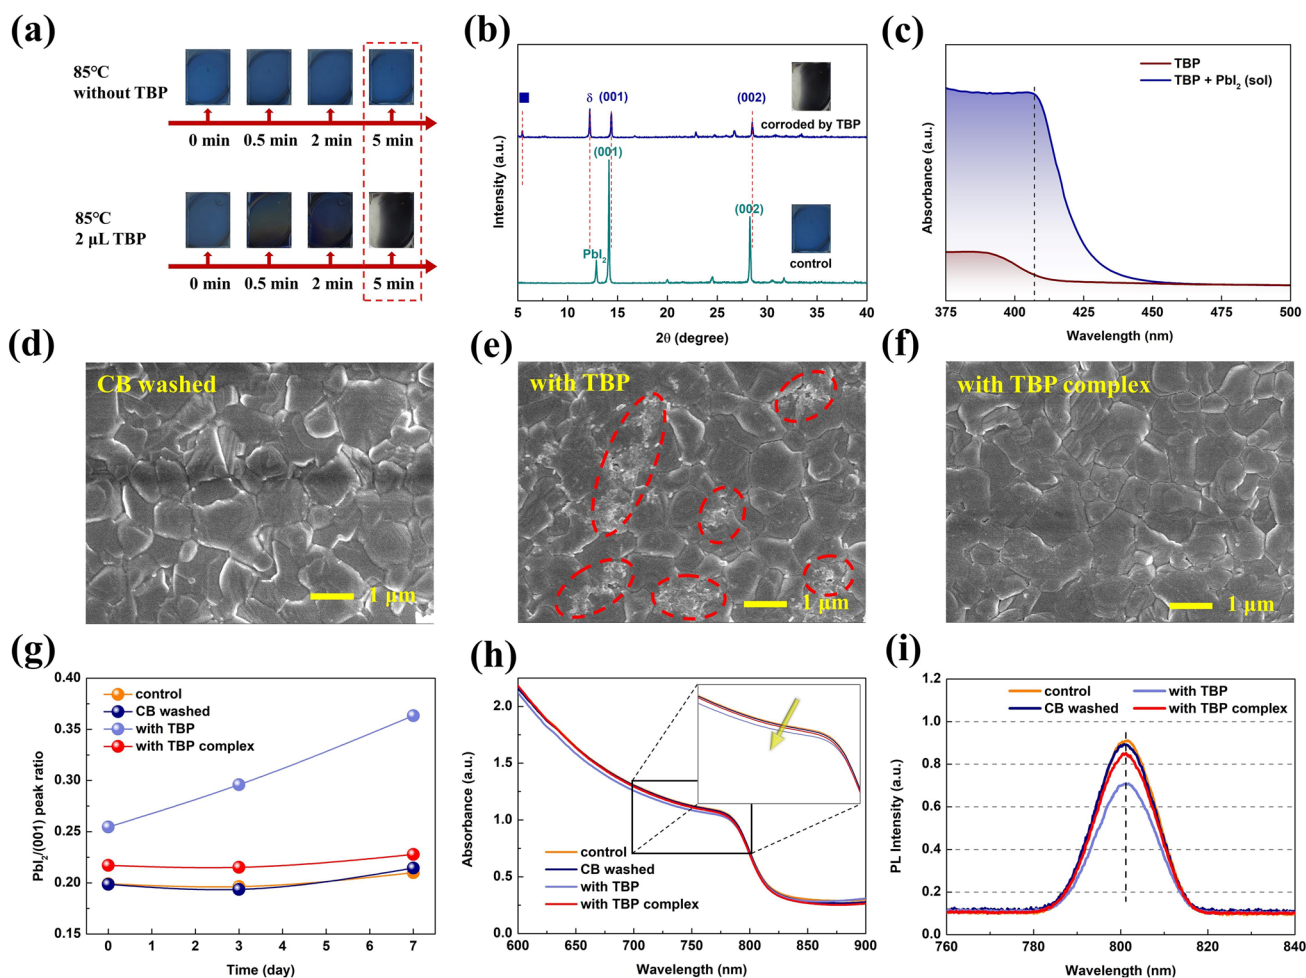 (a)
85°C
without TBP
0 min 0.5 min 2 min 5 min
85°C
2 μL TBP
0 min 0.5 min 2 min 5 min
(b)
Intensity (a.u.)
δ (001) (002)
corroded by TBP
(001)
(002)
PbI₂
control
5 10 15 20 25 30 35 40
2θ (degree)
(c)
Absorbance (a.u.)
TBP
TBP + PbI₂ (sol)
375 400 425 450 475 500
Wavelength (nm)
(d)
CB washed
1 μm
(e)
with TBP
1 μm
(f)
with TBP complex
1 μm
(g)
PbI₂/(001) peak ratio
0.40
0.35
0.30
0.25
0.20
0.15
control
CB washed
with TBP
with TBP complex
0 1 2 3 4 5 6 7
Time (day)
(h)
Absorbance (a.u.)
2.0
1.5
1.0
0.5
0.0
control
CB washed
with TBP
with TBP complex
600 650 700 750 800 850 900
Wavelength (nm)
(i)
PL Intensity (a.u.)
1.2
1.0
0.8
0.6
0.4
0.2
0.0
control with TBP
CB washed with TBP complex
760 780 800 820 840
Wavelength (nm)